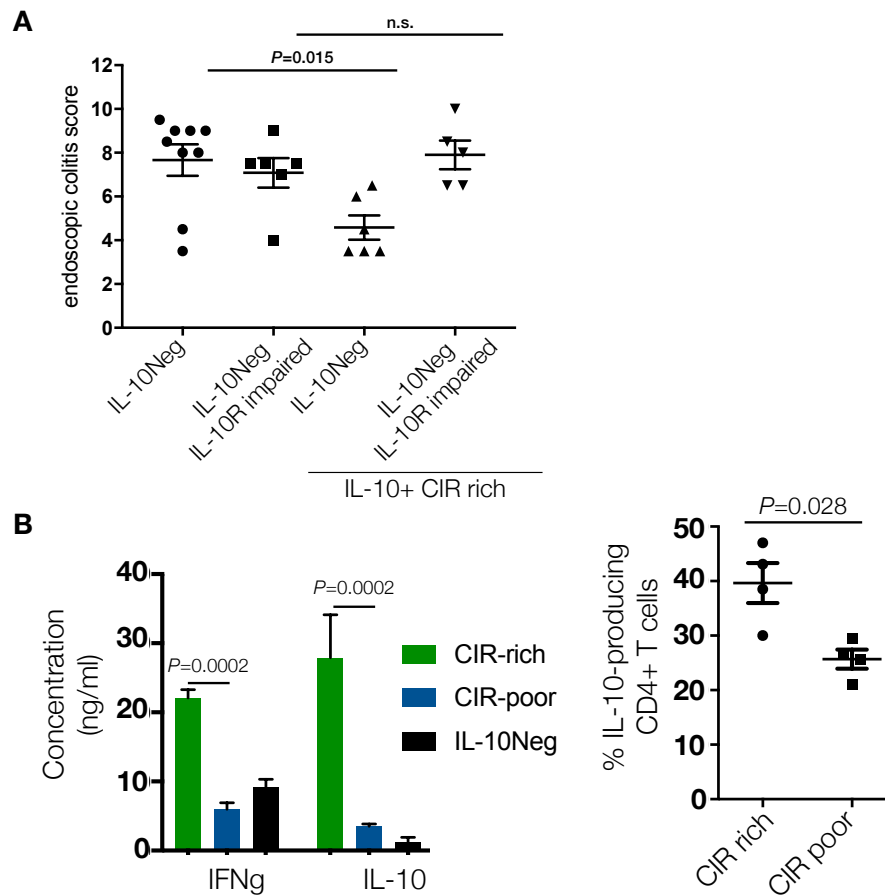 A
n.s.
P=0.015
endoscopic colitis score
12
10
8
6
4
2
0
IL-10Neg
IL-10Neg
IL-10R impaired
IL-10Neg
IL-10Neg
IL-10R impaired
IL-10+ CIR rich
B
Concentration
(ng/ml)
40
30
20
10
0
P=0.0002
P=0.0002
IFNg
IL-10
CIR-rich
CIR-poor
IL-10Neg
% IL-10-producing
CD4+ T cells
P=0.028
50
40
30
20
10
0
CIR rich
CIR poor